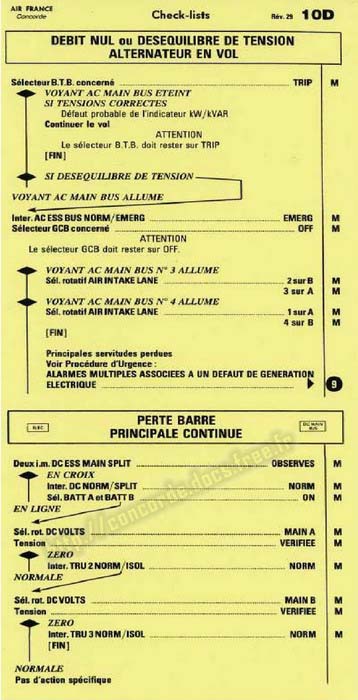 AIR FRANCE
Concorde
Check-lists
Rév. 29 10D
DEBIT NUL ou DESEQUILIBRE DE TENSION
ALTERNATEUR EN VOL
Sélecteur B.T.B. concerné TRIP M
VOYANT AC MAIN BUS ETEINT
SI TENSIONS CORRECTES
Défaut probable de l'indicateur kW/kVAR
Continuer le vol
ATTENTION
Le sélecteur B.T.B. doit rester sur TRIP
[FIN]
SI DESEQUILIBRE DE TENSION
VOYANT AC MAIN BUS ALLUME
Inter. AC ESS BUS NORM/EMERG EMERG M
Sélecteur GCB concerné OFF M
ATTENTION
Le sélecteur GCB doit rester sur OFF.
VOYANT AC MAIN BUS N° 3 ALLUME
Sél. rotatif AIR INTAKE LANE 2 sur B M
3 sur A M
VOYANT AC MAIN BUS N° 4 ALLUME
Sél. rotatif AIR INTAKE LANE 1 sur A M
4 sur B M
[FIN]
Principales servitudes perdues
Voir Procédure d'Urgence :
ALARMES MULTIPLES ASSOCIEES A UN DEFAUT DE GENERATION
ELECTRIQUE 9
ELEC
PERTE BARRE
PRINCIPALE CONTINUE
DC MAIN
BUS
Deux i.m. DC ESS MAIN SPLIT OBSERVES M
EN CROIX
Inter. DC NORM/SPLIT NORM M
Sél. BATT A et BATT B ON M
EN LIGNE
Sél. rot. DC VOLTS MAIN A M
Tension VERIFIEE M
ZERO
Inter. TRU 2 NORM/ISOL NORM M
NORMALE
Sél. rot. DC VOLTS MAIN B M
Tension VERIFIEE M
ZERO
Inter. TRU 3 NORM/ISOL NORM M
[FIN]
NORMALE
Pas d'action spécifique
http://concorde.docsfree.fr